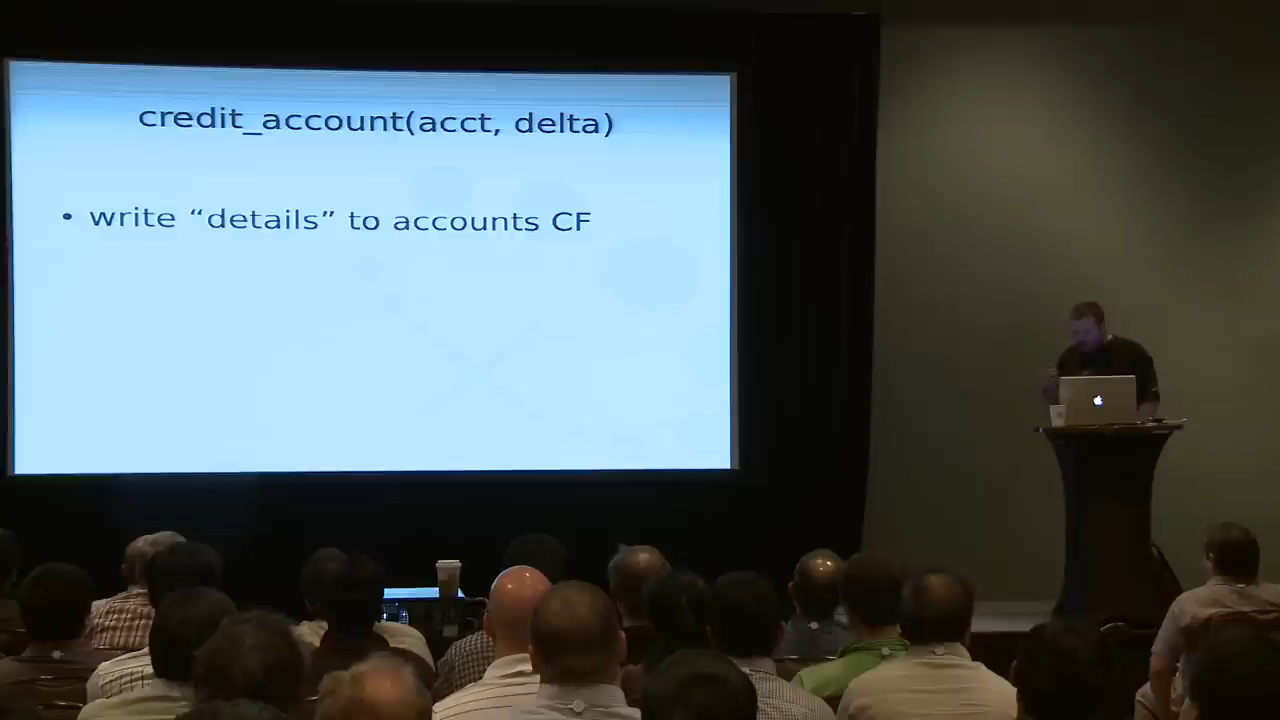 credit_account(acct, delta)
• write “details” to accounts CF